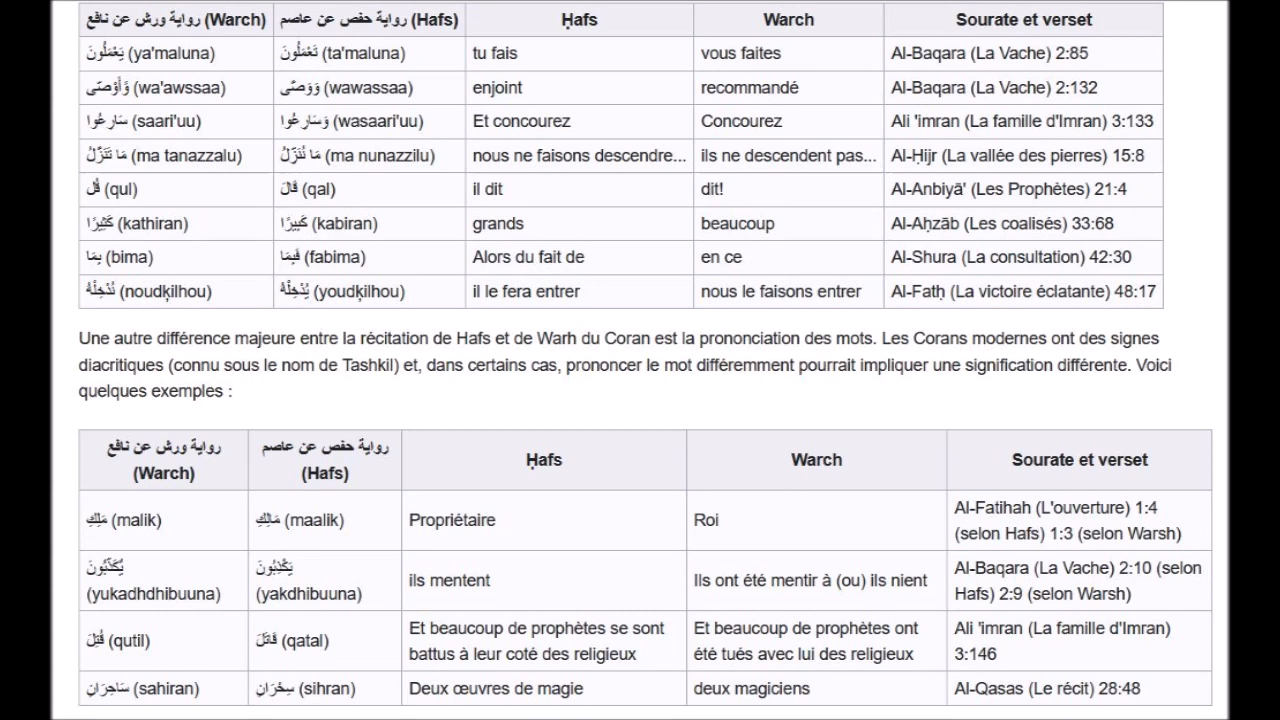 رواية ورش عن نافع (Warch) رواية حفص عن عاصم (Hafs) Ḥafs Warch Sourate et verset
يَعْمَلُونَ (ya'maluna) تَعْمَلُونَ (ta'maluna) tu fais vous faites Al-Baqara (La Vache) 2:85
وَأَوْصَّى (wa'awssaa) وَوَصَّى (wawassaa) enjoint recommandé Al-Baqara (La Vache) 2:132
سَارِعُوا (saari'uu) وَسَارِعُوا (wasaari'uu) Et concourez Concourez Ali 'imran (La famille d'Imran) 3:133
مَا تَنَزَّلُ (ma tanazzalu) مَا نُنَزِّلُ (ma nunazzilu) nous ne faisons descendre... ils ne descendent pas... Al-Ḥijr (La vallée des pierres) 15:8
قُل (qul) قَالَ (qal) il dit dit! Al-Anbiyā' (Les Prophètes) 21:4
كَثِيرًا (kathiran) كَبِيرًا (kabiran) grands beaucoup Al-Aḥzāb (Les coalisés) 33:68
بِمَا (bima) فَبِمَا (fabima) Alors du fait de en ce Al-Shura (La consultation) 42:30
نُدْخِلْهُ (noudķilhou) يُدْخِلْهُ (youdķilhou) il le fera entrer nous le faisons entrer Al-Fatḥ (La victoire éclatante) 48:17
Une autre différence majeure entre la récitation de Hafs et de Warh du Coran est la prononciation des mots. Les Corans modernes ont des signes
diacritiques (connu sous le nom de Tashkil) et, dans certains cas, prononcer le mot différemment pourrait impliquer une signification différente. Voici
quelques exemples :
رواية ورش عن نافع (Warch) رواية حفص عن عاصم (Hafs) Ḥafs Warch Sourate et verset
مَلِكِ (malik) مَالِكِ (maalik) Propriétaire Roi Al-Fatihah (L'ouverture) 1:4
(selon Hafs) 1:3 (selon Warsh)
يُكَذِّبُونَ (yukadhdhibuuna) يَكْذِبُونَ (yakdhibuuna) ils mentent Ils ont été mentir à (ou) ils nient Al-Baqara (La Vache) 2:10 (selon
Hafs) 2:9 (selon Warsh)
قُتِلَ (qutil) قَاتَلَ (qatal) Et beaucoup de prophètes se sont
battus à leur coté des religieux Et beaucoup de prophètes ont
été tués avec lui des religieux Ali 'imran (La famille d'Imran)
3:146
سَاحِرَانِ (sahiran) سِحْرَانِ (sihran) Deux œuvres de magie deux magiciens Al-Qasas (Le récit) 28:48